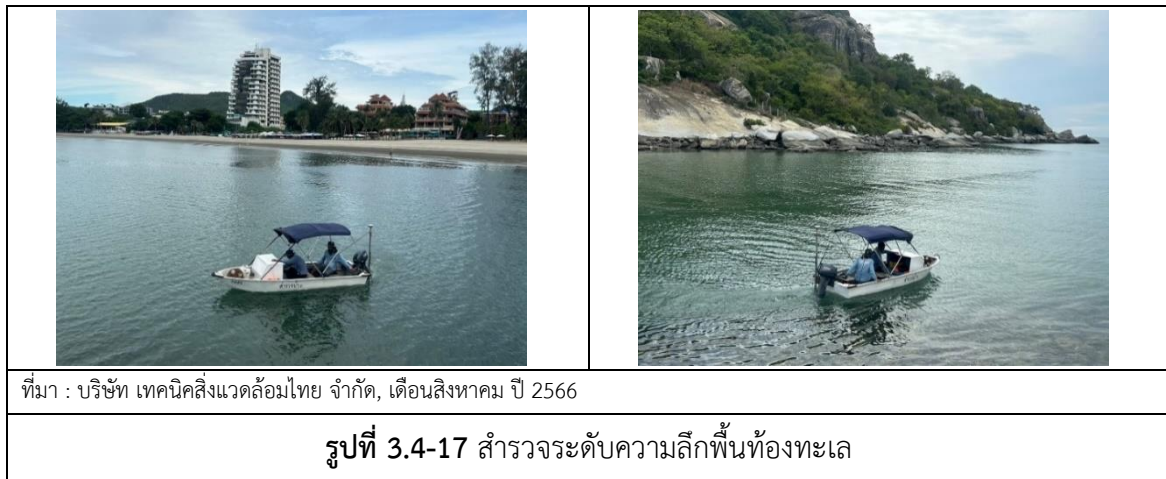 ที่มา : บริษัท เทคนิคสิ่งแวดล้อมไทย จำกัด, เดือนสิงหาคม ปี 2566
รูปที่ 3.4-17 สำรวจระดับความลึกพื้นท้องทะเล